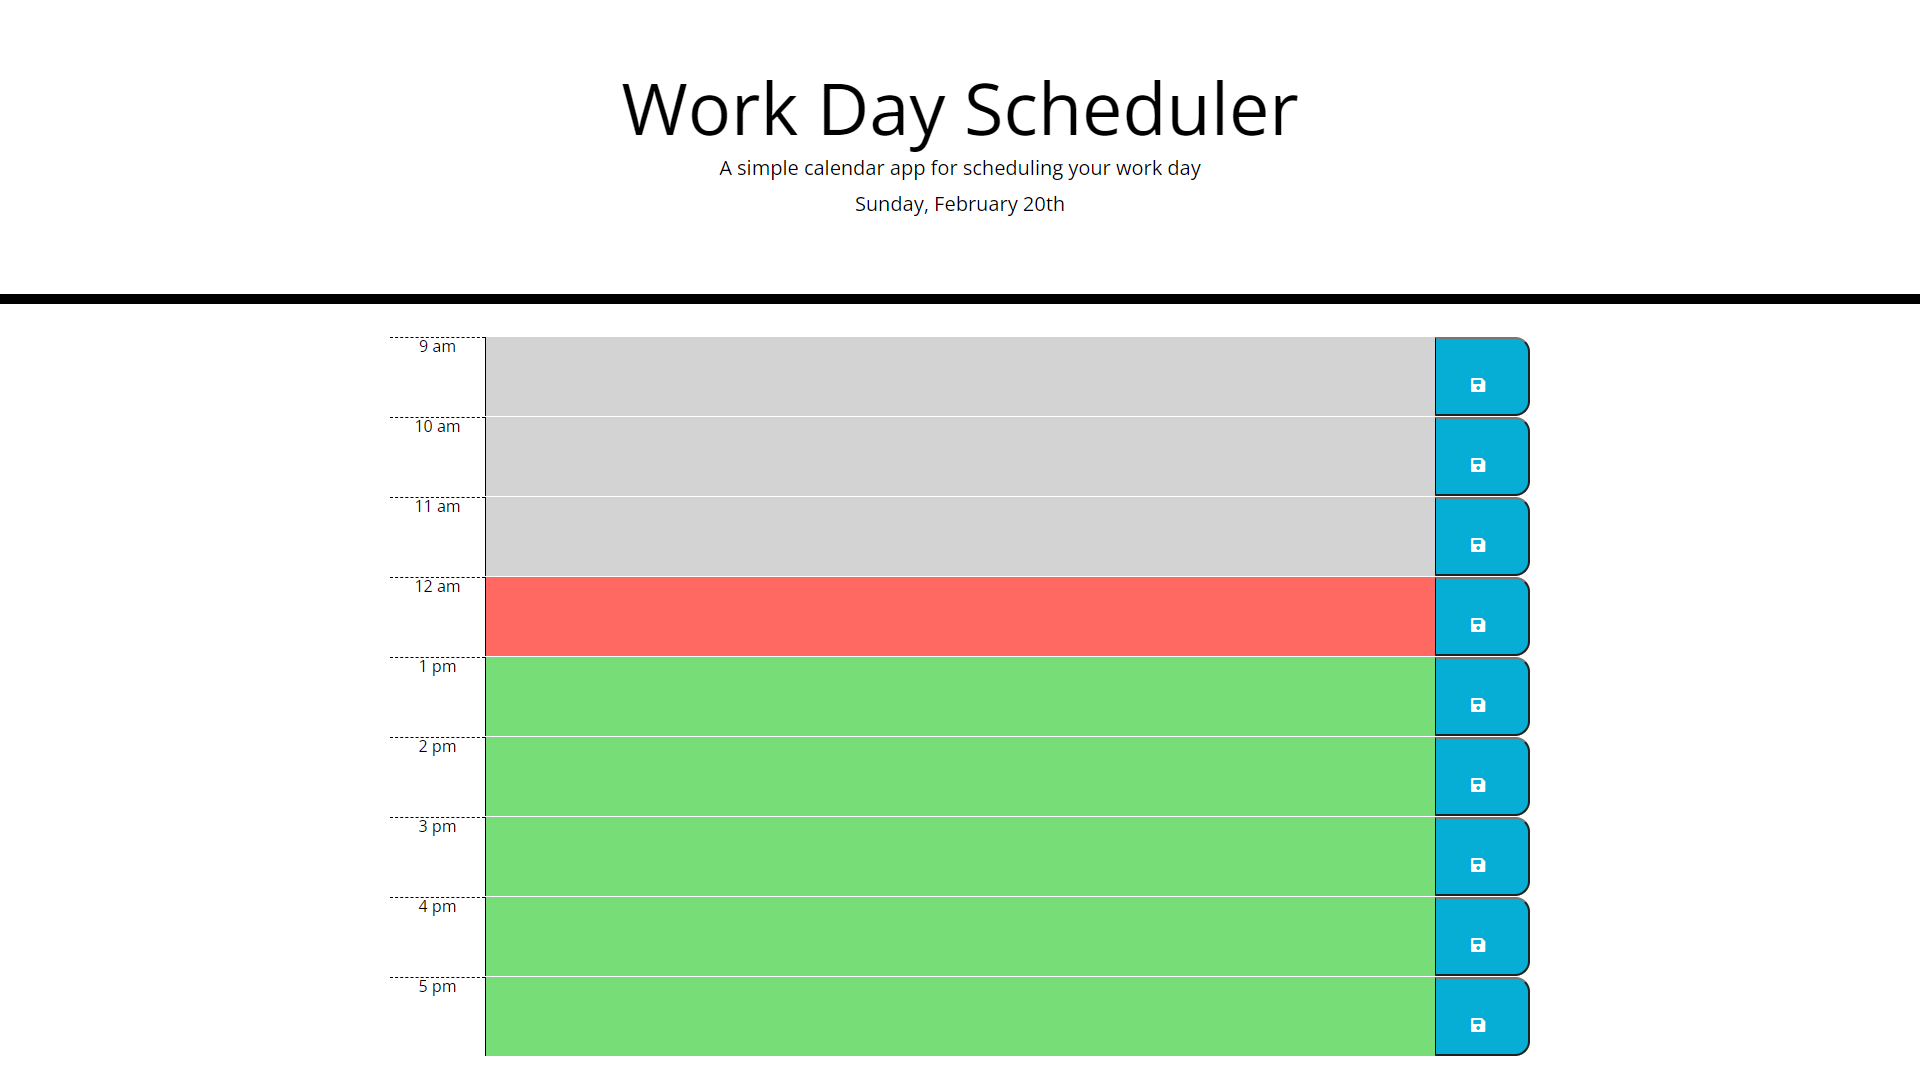 Work Day Scheduler
A simple calendar app for scheduling your work day
Sunday, February 20th
9 am
10 am
11 am
12 am
1 pm
2 pm
3 pm
4 pm
5 pm